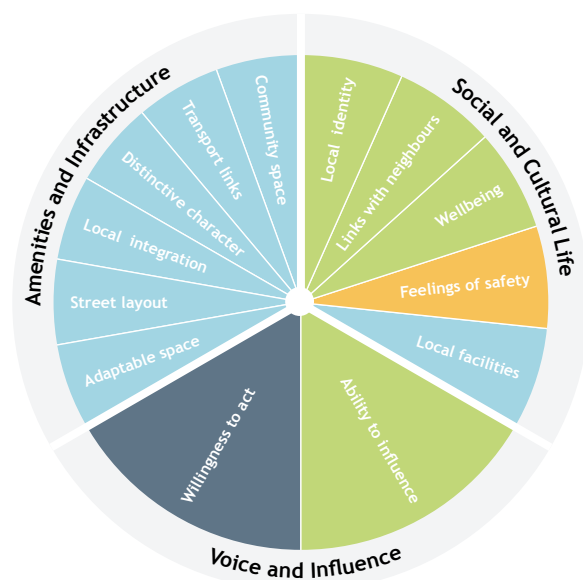 Amenities and Infrastructure
Community space
Transport links
Distinctive character
Local integration
Street layout
Adaptable space
Social and Cultural Life
Local identity
Links with neighbours
Wellbeing
Feelings of safety
Local facilities
Voice and Influence
Willingness to act
Ability to influence